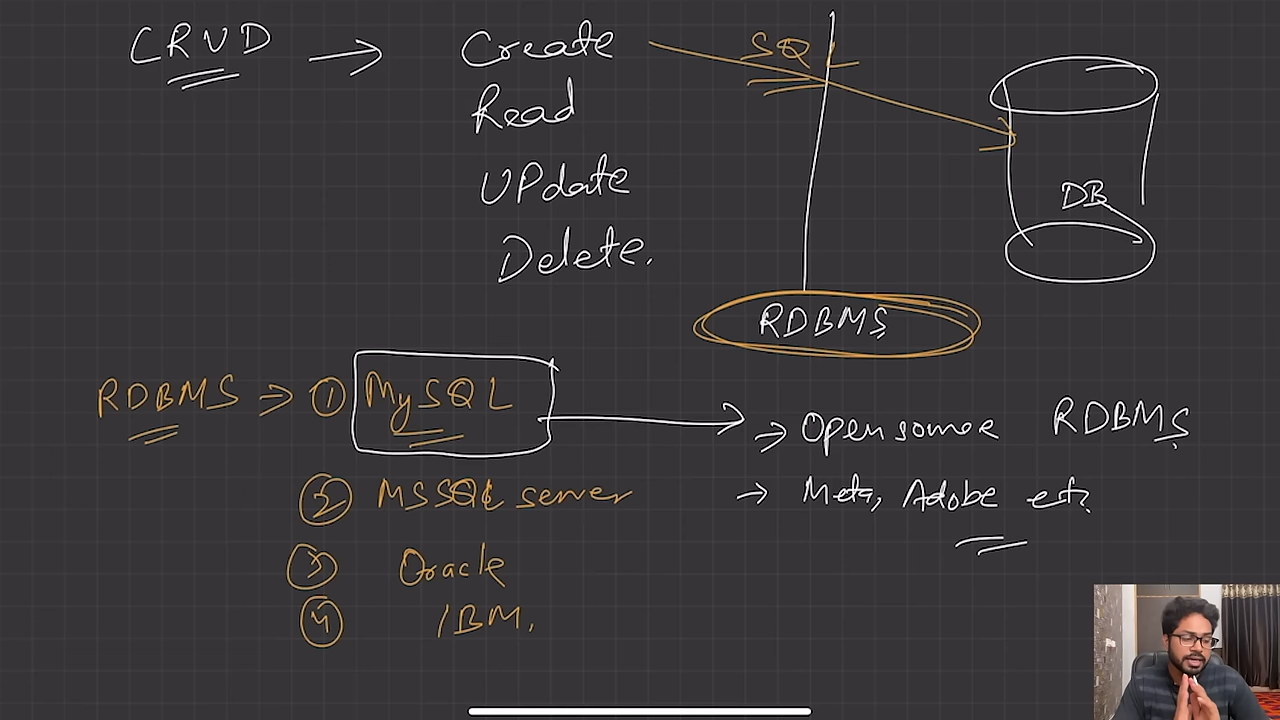 CRUD → Create
Read
UPdate
Delete.
SQL
DB
RDBMS
RDBMS ⇒ ① MySQL
② MSSQL server
③ Oracle
④ IBM,
⇒ Opensource RDBMS
→ Meta, Adobe etc.